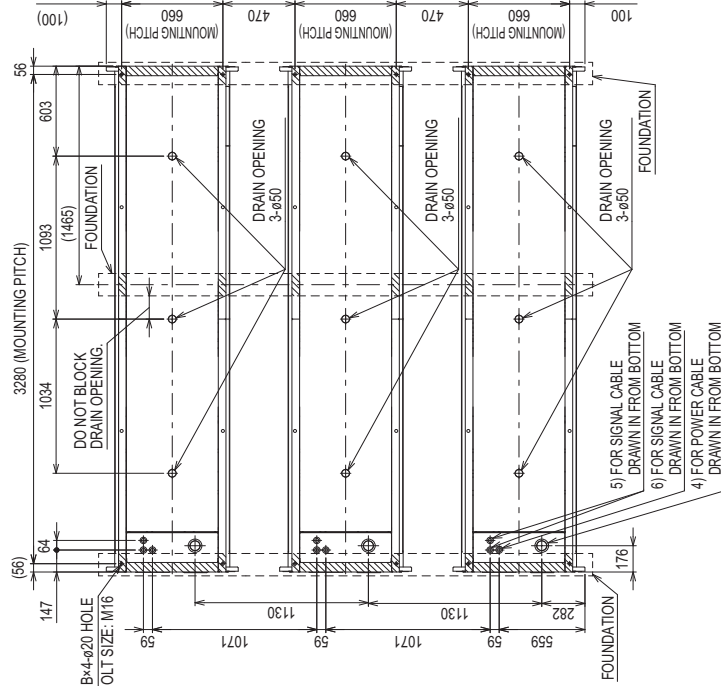 (100)
660
(MOUNTING PITCH)
470
660
(MOUNTING PITCH)
470
660
(MOUNTING PITCH)
100
56
603
1093
(1465)
FOUNDATION
3280 (MOUNTING PITCH)
1034
DO NOT BLOCK
DRAIN OPENING.
64
(56)
147
B×4-ø20 HOLE
OLT SIZE: M16
DRAIN OPENING
3-ø50
DRAIN OPENING
3-ø50
DRAIN OPENING
3-ø50
FOUNDATION
5) FOR SIGNAL CABLE
DRAWN IN FROM BOTTOM
6) FOR SIGNAL CABLE
DRAWN IN FROM BOTTOM
4) FOR POWER CABLE
DRAWN IN FROM BOTTOM
176
1130
1130
282
59
1071
59
1071
59
559
FOUNDATION